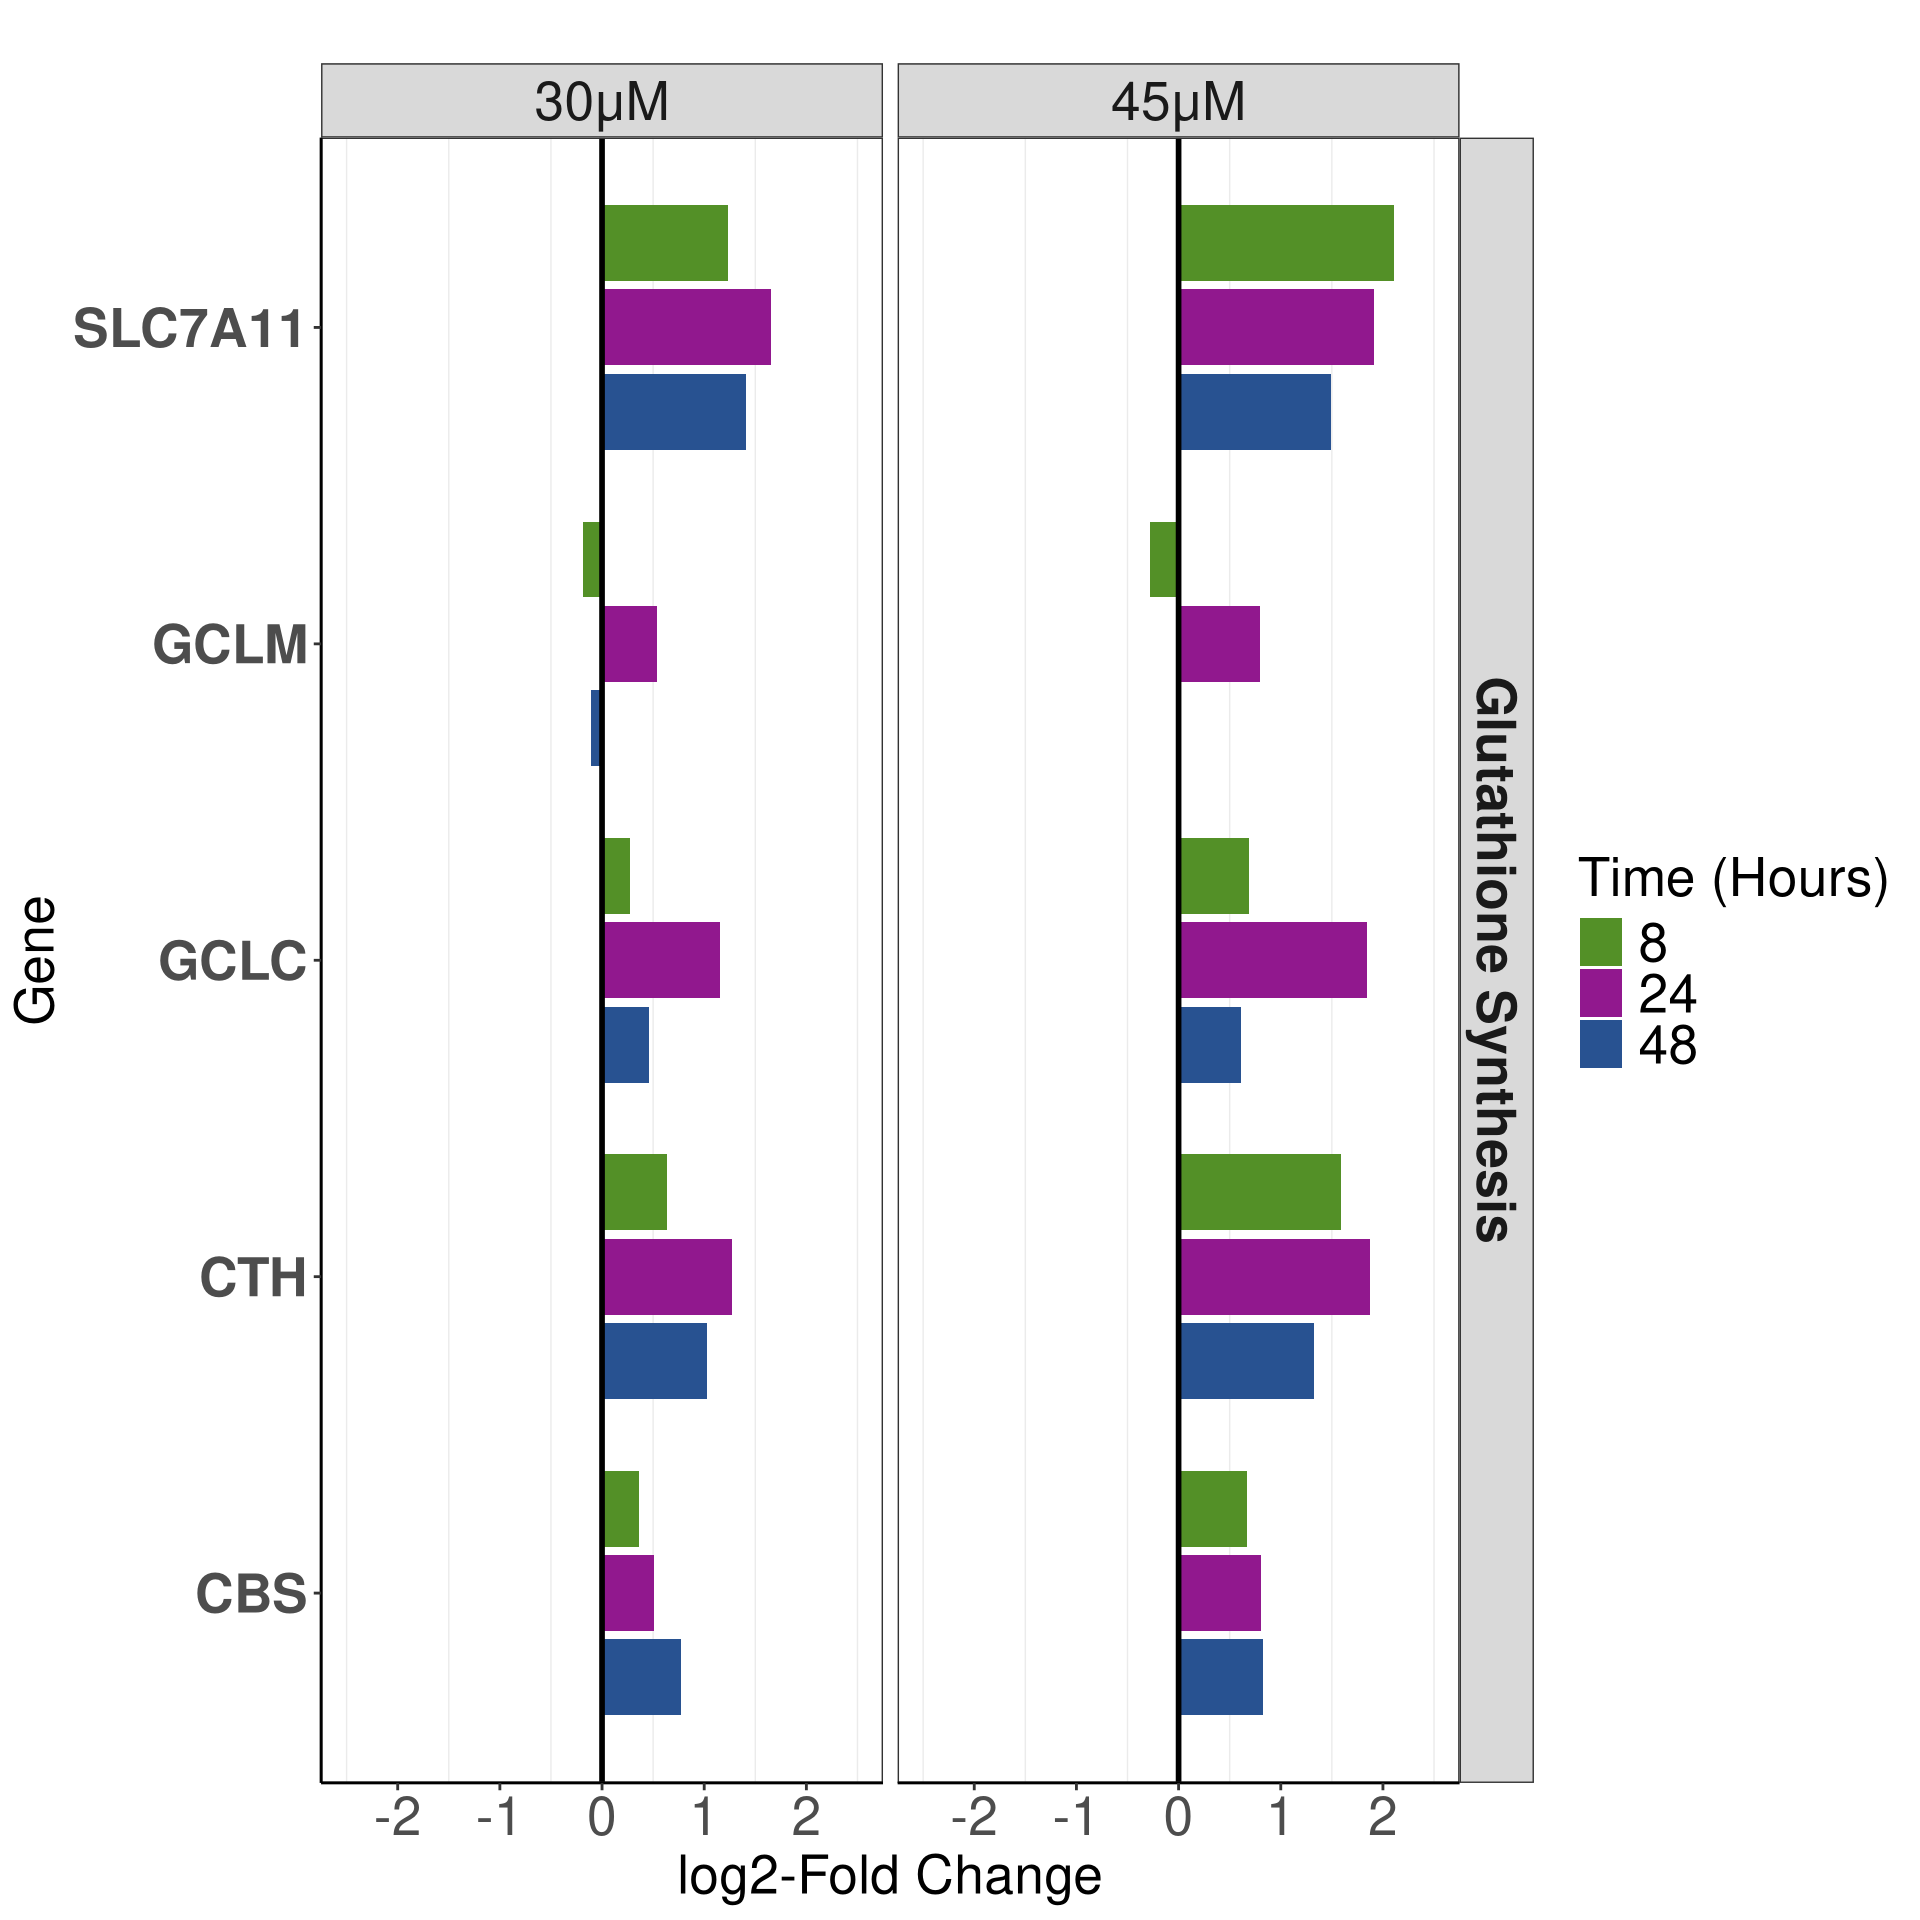 30µM
45µM
SLC7A11
GCLM
GCLC
CTH
CBS
Gene
Glutathione Synthesis
Time (Hours)
8
24
48
-2 -1 0 1 2
-2 -1 0 1 2
log2-Fold Change